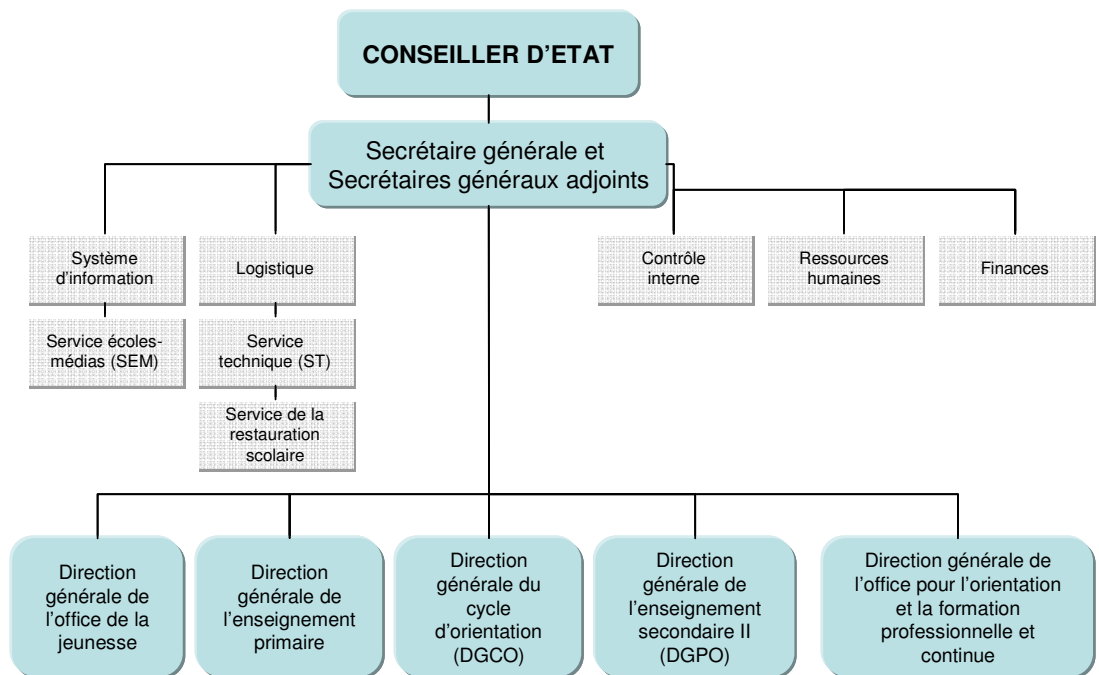 CONSEILLER D'ETAT
Secrétaire générale et
Secrétaires généraux adjoints
Système
d'information
Logistique
Contrôle
interne
Ressources
humaines
Finances
Service écoles-
médias (SEM)
Service
technique (ST)
Service de la
restauration
scolaire
Direction
générale de
l'office de la
jeunesse
Direction
générale de
l'enseignement
primaire
Direction
générale du
cycle
d'orientation
(DGCO)
Direction
générale de
l'enseignement
secondaire II
(DGPO)
Direction générale de
l'office pour l'orientation
et la formation
professionnelle et
continue